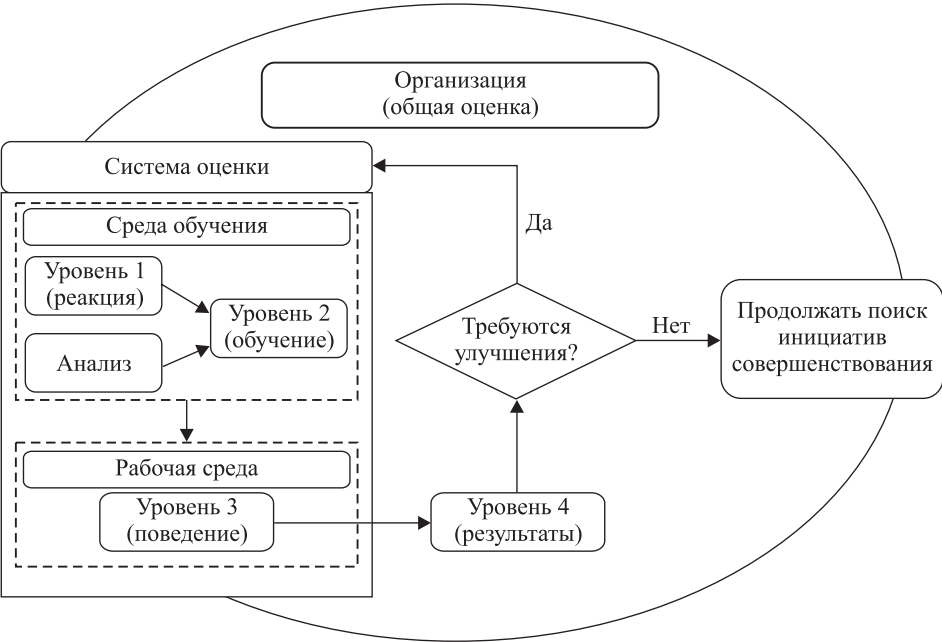 Организация
(общая оценка)
Система оценки
Среда обучения
Уровень 1
(реакция)
Уровень 2
(обучение)
Анализ
Да
Требуются
улучшения?
Нет
Продолжать поиск
инициатив
совершенствования
Рабочая среда
Уровень 3
(поведение)
Уровень 4
(результаты)